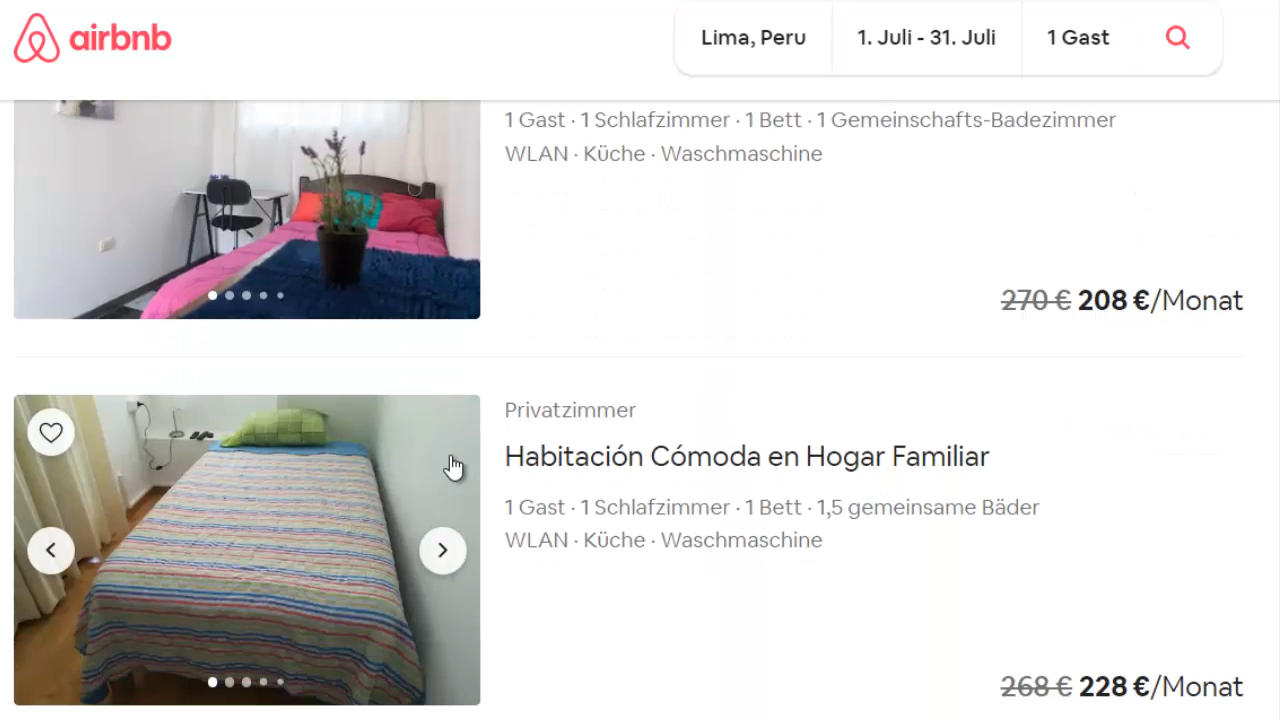 airbnb
Lima, Peru
1. Juli - 31. Juli
1 Gast
1 Gast · 1 Schlafzimmer · 1 Bett · 1 Gemeinschafts-Badezimmer
WLAN · Küche · Waschmaschine
270 € 208 €/Monat
Privatzimmer
Habitación Cómoda en Hogar Familiar
1 Gast · 1 Schlafzimmer · 1 Bett · 1,5 gemeinsame Bäder
WLAN · Küche · Waschmaschine
268 € 228 €/Monat